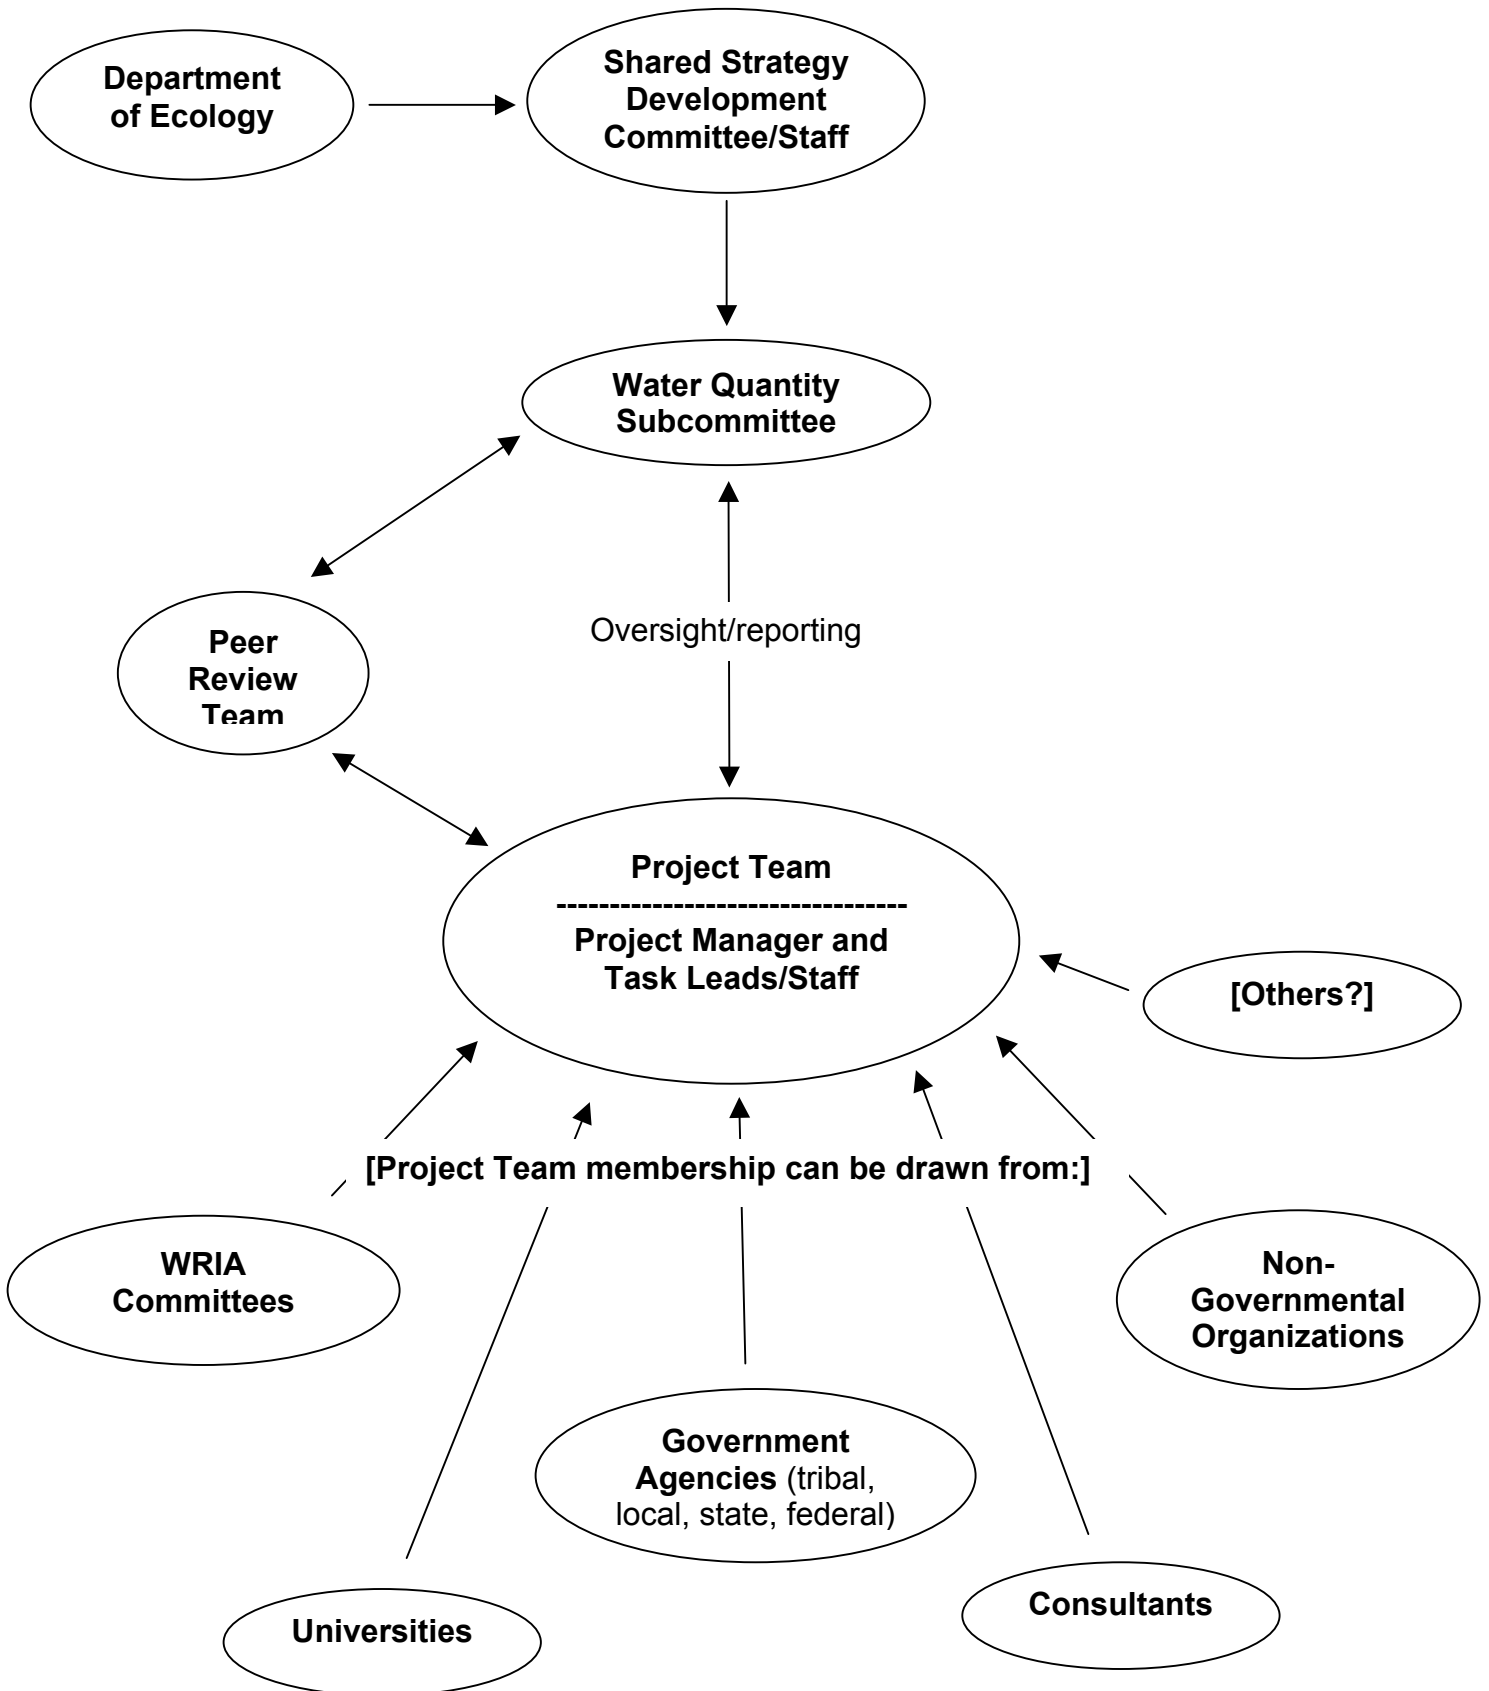 Department
of Ecology
Shared Strategy
Development
Committee/Staff
Water Quantity
Subcommittee
Oversight/reporting
Peer
Review
Team
Project Team
---------------------------------
Project Manager and
Task Leads/Staff
[Others?]
[Project Team membership can be drawn from:]
WRIA
Committees
Non-
Governmental
Organizations
Government
Agencies (tribal,
local, state, federal)
Consultants
Universities